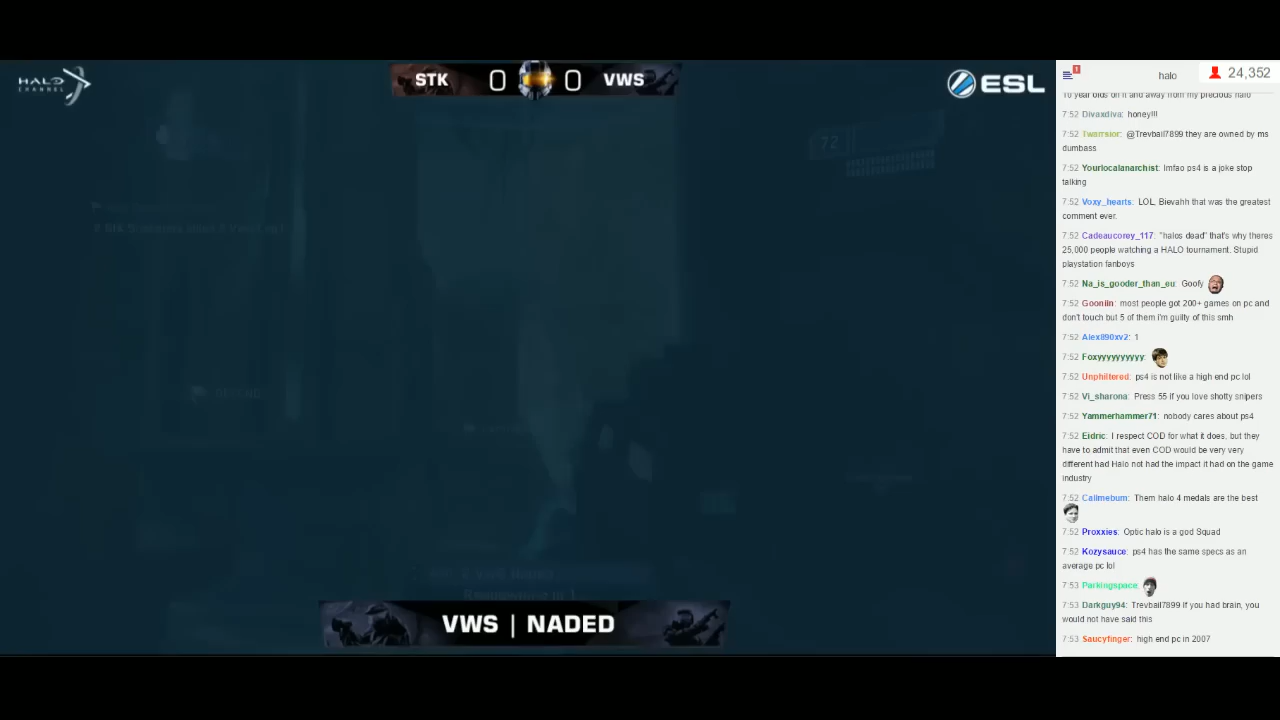 HALO
CHANNEL
STK 0 0 VWS
ESL
72
Respawning in 1
VWS | NADED
halo
24,352
10 year olds on it and away from my precious halo
7:52 Divaxdiva: honey!!!
7:52 Twarrsior: @Trevball7899 they are owned by ms
dumbass
7:52 Yourlocalanarchist: lmfao ps4 is a joke stop
talking
7:52 Voxy_hearts: LOL, Bievahh that was the greatest
comment ever.
7:52 Cadeaucorey_117: "halos dead" that's why theres
25,000 people watching a HALO tournament. Stupid
playstation fanboys
7:52 Na_is_gooder_than_eu: Goofy
7:52 Gooniin: most people got 200+ games on pc and
don't touch but 5 of them i'm guilty of this smh
7:52 Alex890xv2: 1
7:52 Foxyyyyyyyyyy:
7:52 Unphiltered: ps4 is not like a high end pc lol
7:52 Vi_sharona: Press 55 if you love shotty snipers
7:52 Yammerhammer71: nobody cares about ps4
7:52 Eidric: I respect COD for what it does, but they
have to admit that even COD would be very very
different had Halo not had the impact it had on the game
industry
7:52 Callmebum: Them halo 4 medals are the best
7:52 Proxxies: Optic halo is a god Squad
7:52 Kozysauce: ps4 has the same specs as an
average pc lol
7:53 Parkingspace:
7:53 Darkguy94: Trevball7899 If you had brain, you
would not have said this
7:53 Saucyfinger: high end pc in 2007